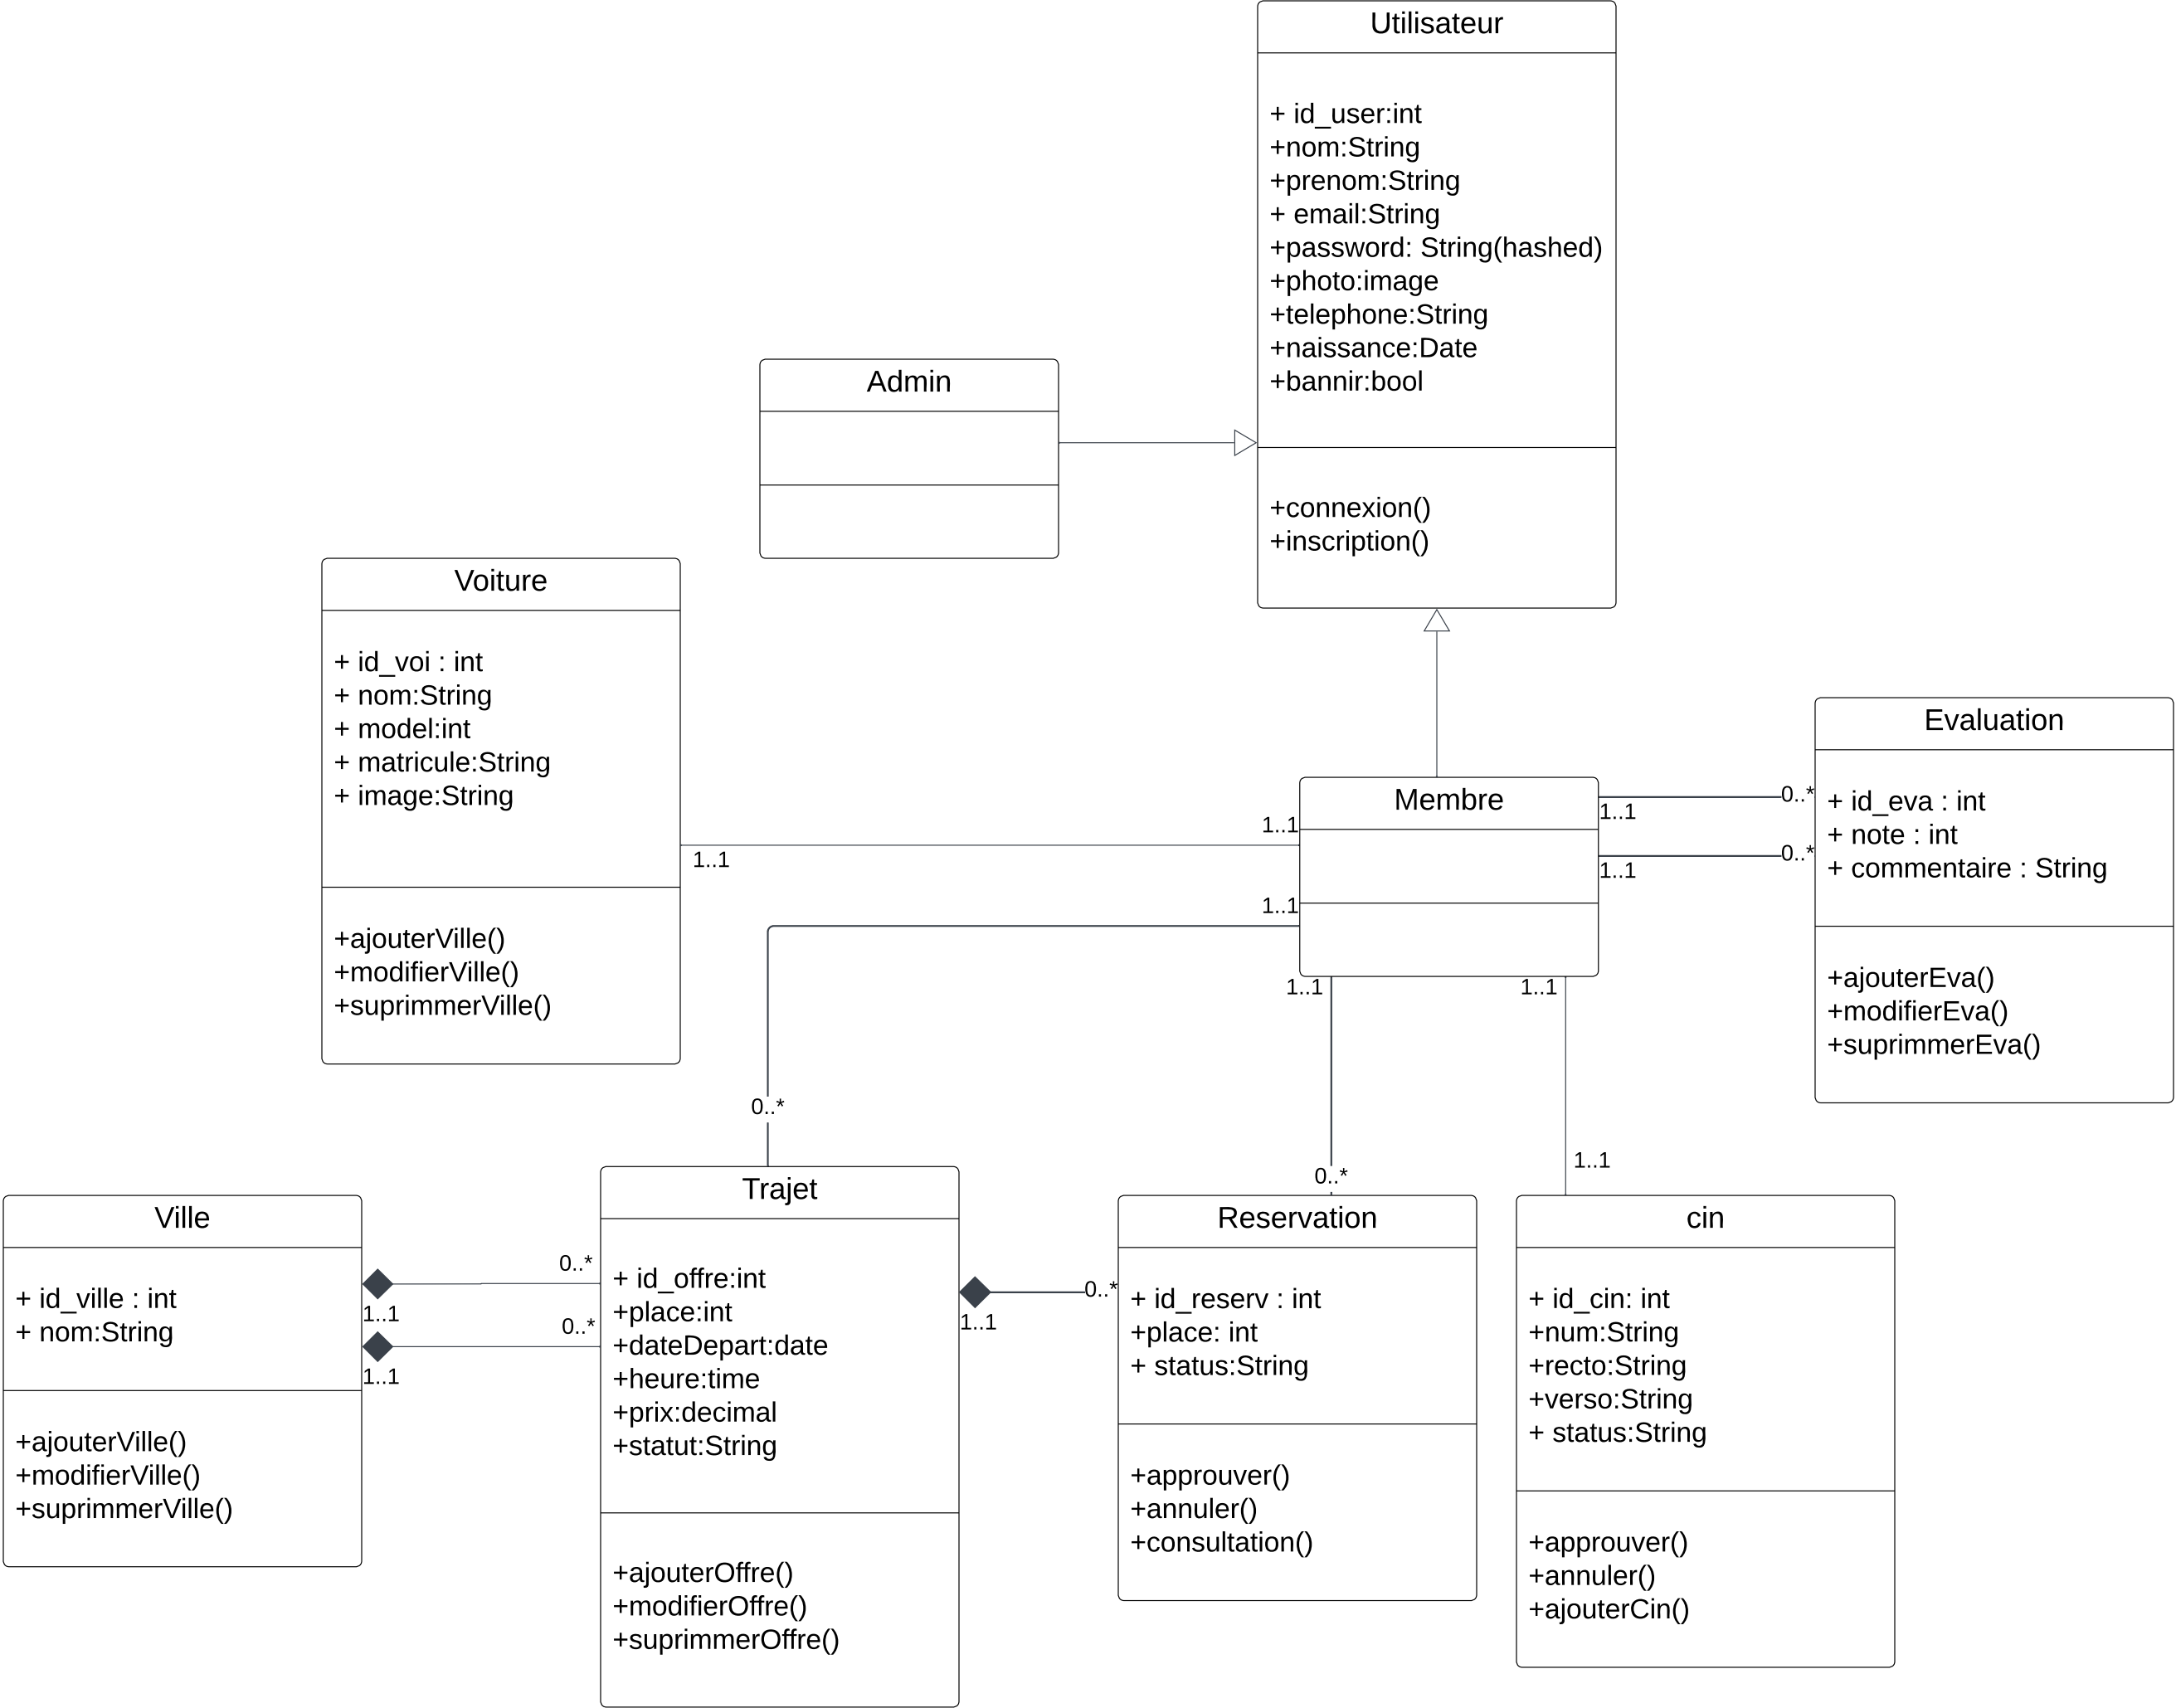 Utilisateur
+ id_user:int
+nom:String
+prenom:String
+ email:String
+password: String(hashed)
+photo:image
+telephone:String
+naissance:Date
+bannir:bool
+connexion()
+inscription()
Admin
Voiture
+ id_voi : int
+ nom:String
+ model:int
+ matricule:String
+ image:String
+ajouterVille()
+modifierVille()
+suprimmerVille()
1..1
1..1
Membre
1..1
0..*
1..1
0..*
Evaluation
+ id_eva : int
+ note : int
+ commentaire : String
+ajouterEva()
+modifierEva()
+suprimmerEva()
1..1
0..*
1..1
0..*
1..1
1..1
Ville
+ id_ville : int
+ nom:String
+ajouterVille()
+modifierVille()
+suprimmerVille()
1..1
0..*
1..1
0..*
Trajet
+ id_offre:int
+place:int
+dateDepart:date
+heure:time
+prix:decimal
+statut:String
+ajouterOffre()
+modifierOffre()
+suprimmerOffre()
1..1
0..*
Reservation
+ id_reserv : int
+place: int
+ status:String
+approuver()
+annuler()
+consultation()
cin
+ id_cin: int
+num:String
+recto:String
+verso:String
+ status:String
+approuver()
+annuler()
+ajouterCin()